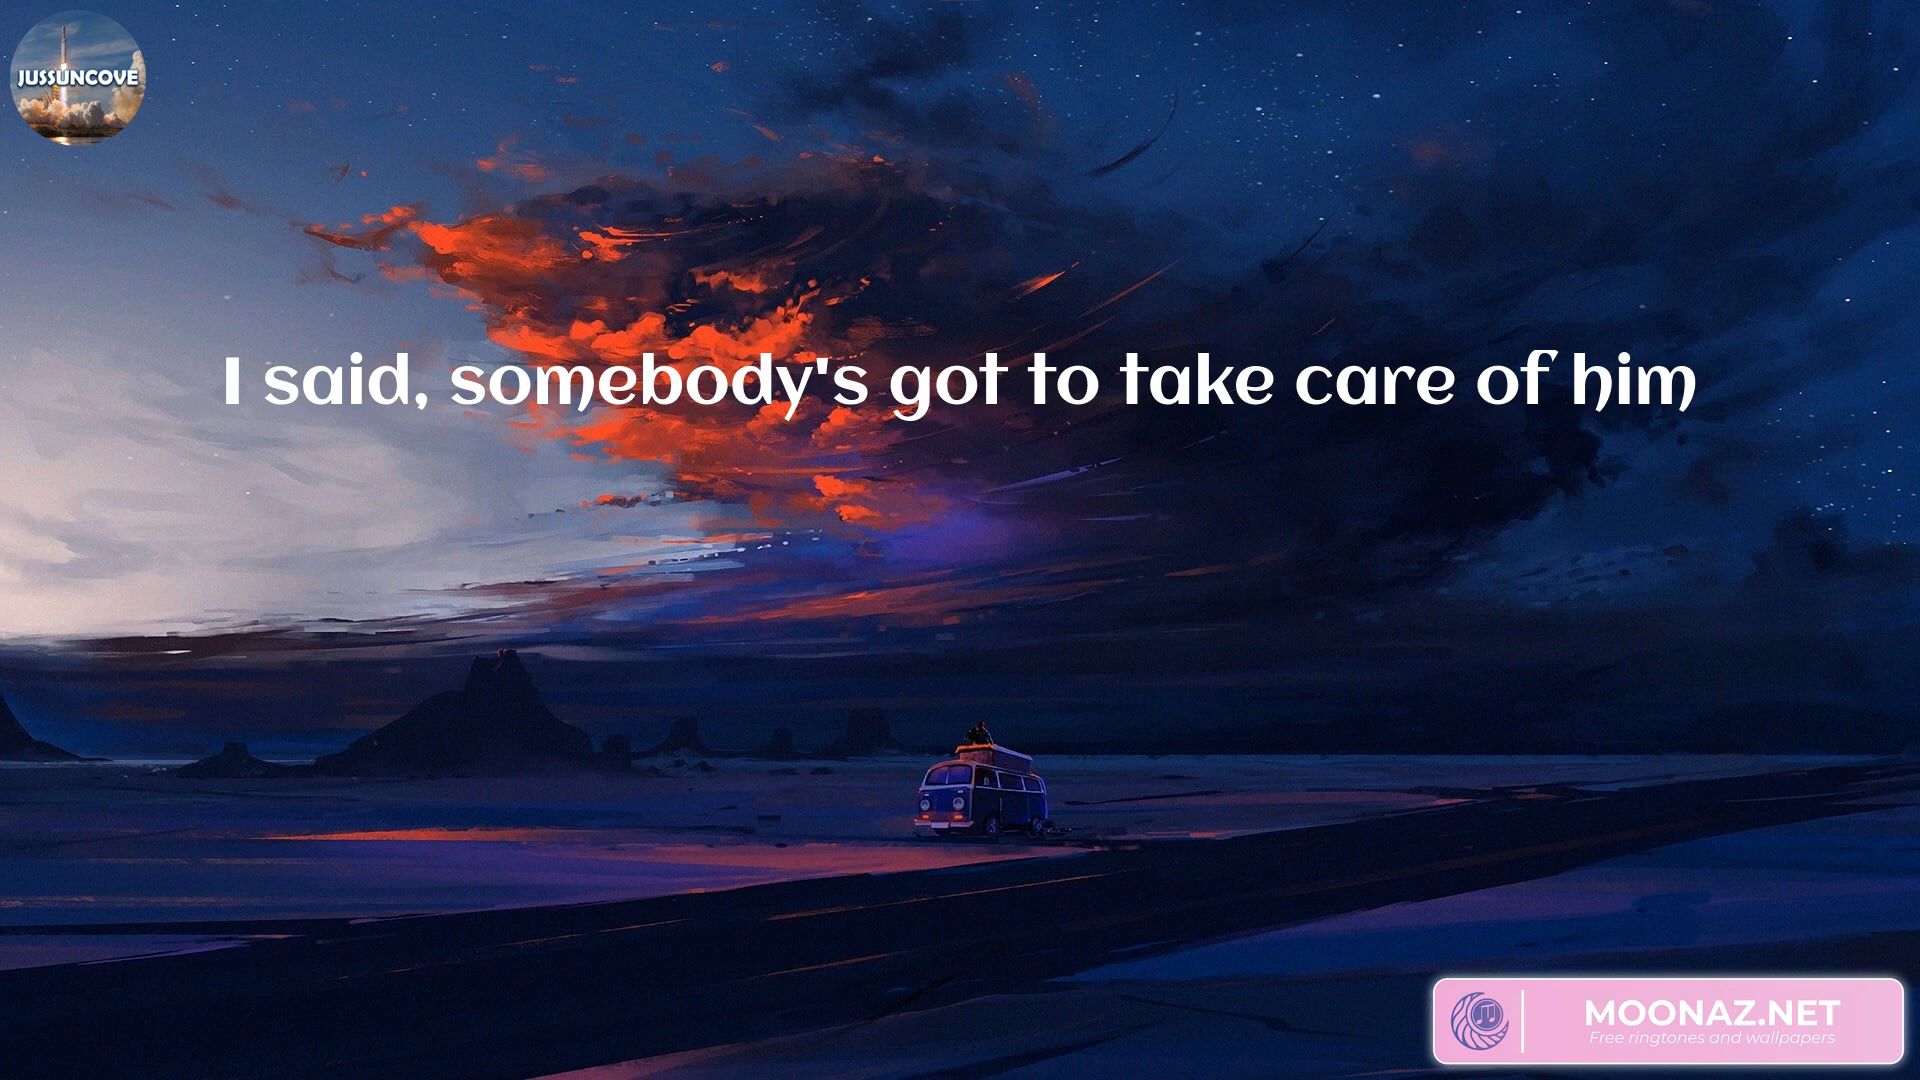 JUSSUNCOVE
I said, somebody's got to take care of him
MOONAZ.NET
Free ringtones and wallpapers